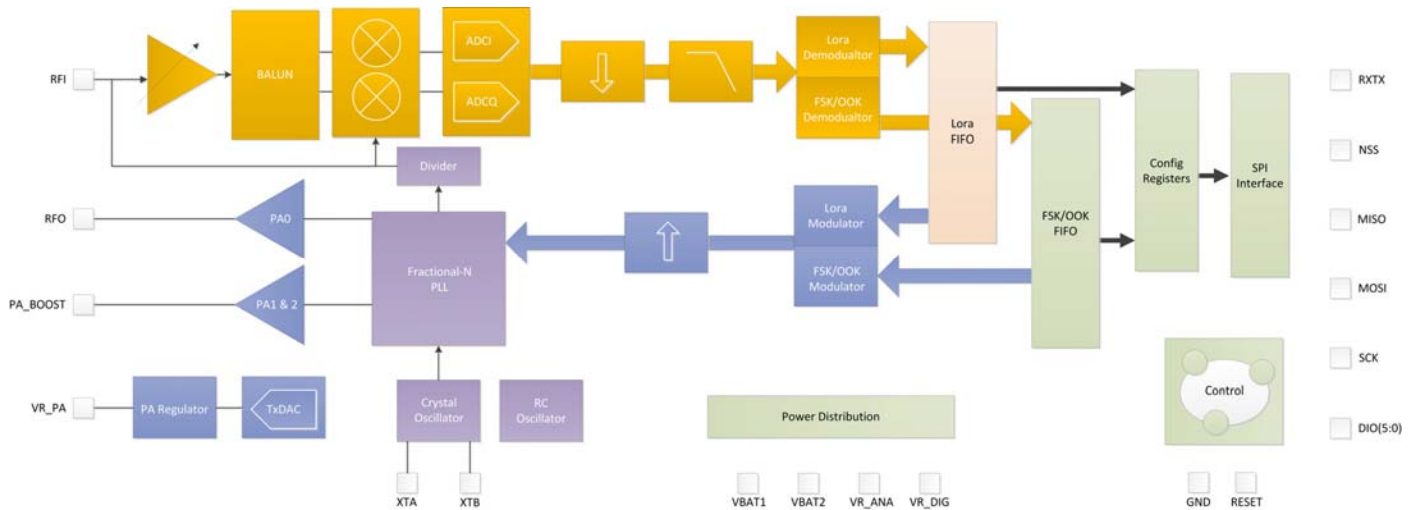 RFI
BALUN
ADCI
ADCQ
Lora
Demodualtor
FSK/OOK
Demodualtor
Lora
FIFO
Config
Registers
SPI
Interface
RXTX
NSS
MISO
MOSI
SCK
DIO(5:0)
Divider
RFO
PA0
Fractional-N
PLL
Lora
Modulator
FSK/OOK
Modulator
FSK/OOK
FIFO
PA_BOOST
PA1 & 2
VR_PA
PA Regulator
TxDAC
Crystal
Oscillator
RC
Oscillator
Power Distribution
Control
XTA
XTB
VBAT1
VBAT2
VR_ANA
VR_DIG
GND
RESET